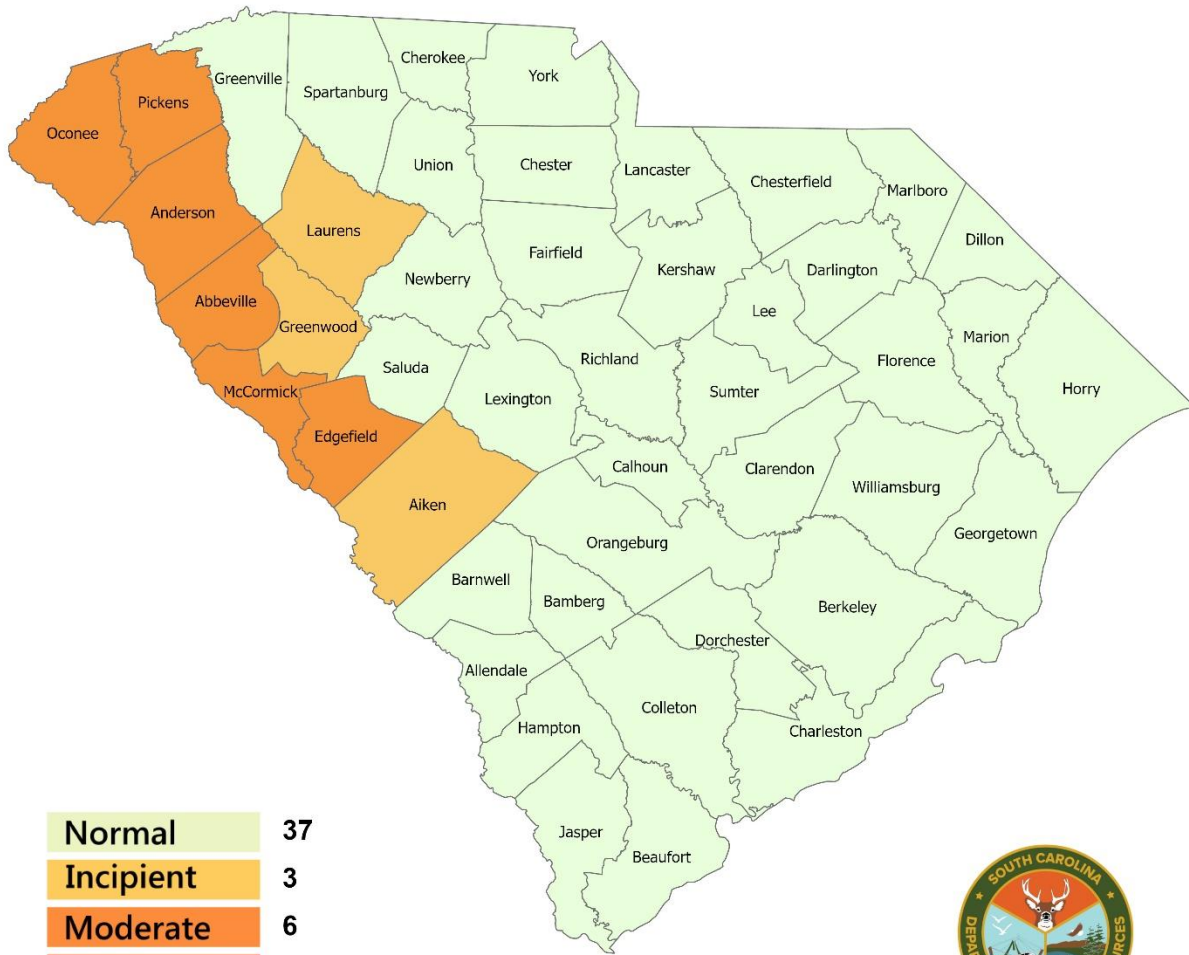 Cherokee
York
Greenville
Spartanburg
Pickens
Oconee
Union
Chester
Lancaster
Chesterfield
Marlboro
Anderson
Laurens
Dillon
Fairfield
Newberry
Kershaw
Darlington
Abbeville
Lee
Greenwood
Marion
Richland
Florence
Saluda
McCormick
Sumter
Horry
Lexington
Edgefield
Calhoun
Clarendon
Williamsburg
Aiken
Georgetown
Orangeburg
Barnwell
Bamberg
Berkeley
Dorchester
Allendale
Colleton
Hampton
Charleston
Jasper
Beaufort
Normal 37
Incipient 3
Moderate 6
SOUTH CAROLINA